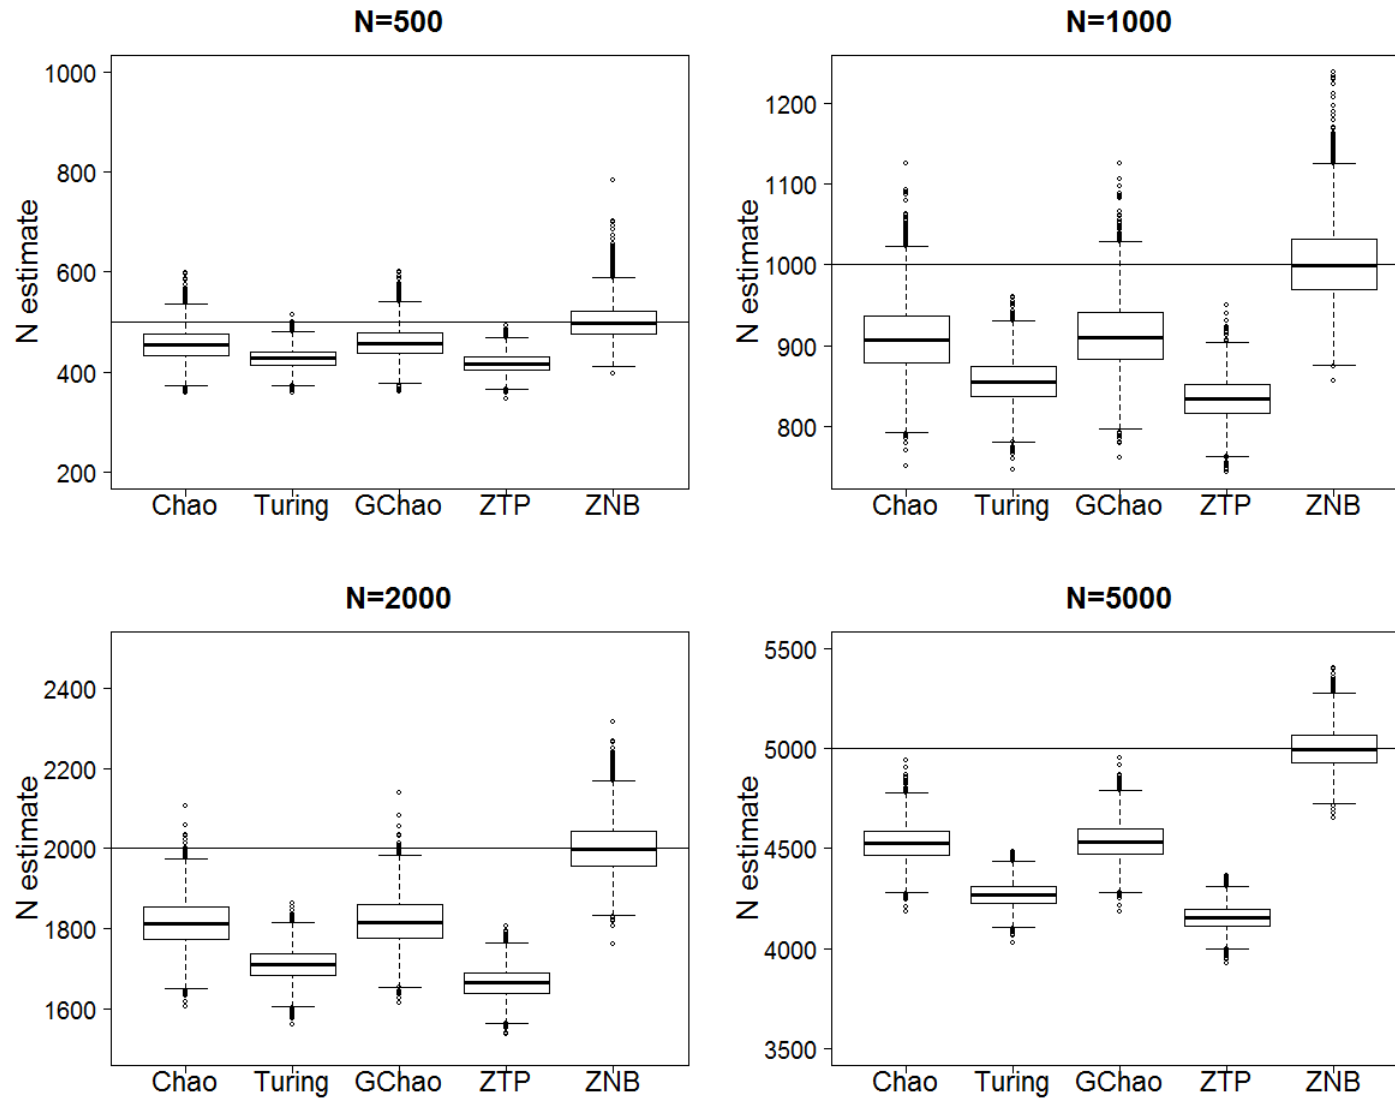 N=500
N estimate
1000
800
600
400
200
Chao Turing GChao ZTP ZNB
N=1000
N estimate
1200
1100
1000
900
800
Chao Turing GChao ZTP ZNB
N=2000
N estimate
2400
2200
2000
1800
1600
Chao Turing GChao ZTP ZNB
N=5000
N estimate
5500
5000
4500
4000
3500
Chao Turing GChao ZTP ZNB